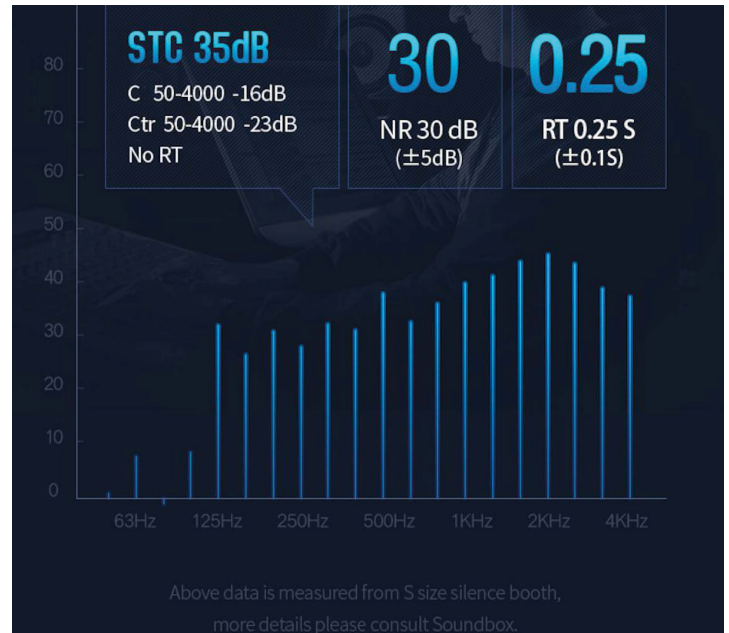 STC 35dB
C 50-4000 -16dB
Ctr 50-4000 -23dB
No RT
30
NR 30 dB
(±5dB)
0.25
RT 0.25 S
(±0.1S)
80
70
60
50
40
30
20
10
0
63Hz 125Hz 250Hz 500Hz 1KHz 2KHz 4KHz
Above data is measured from S size silence booth,
more details please consult Soundbox.